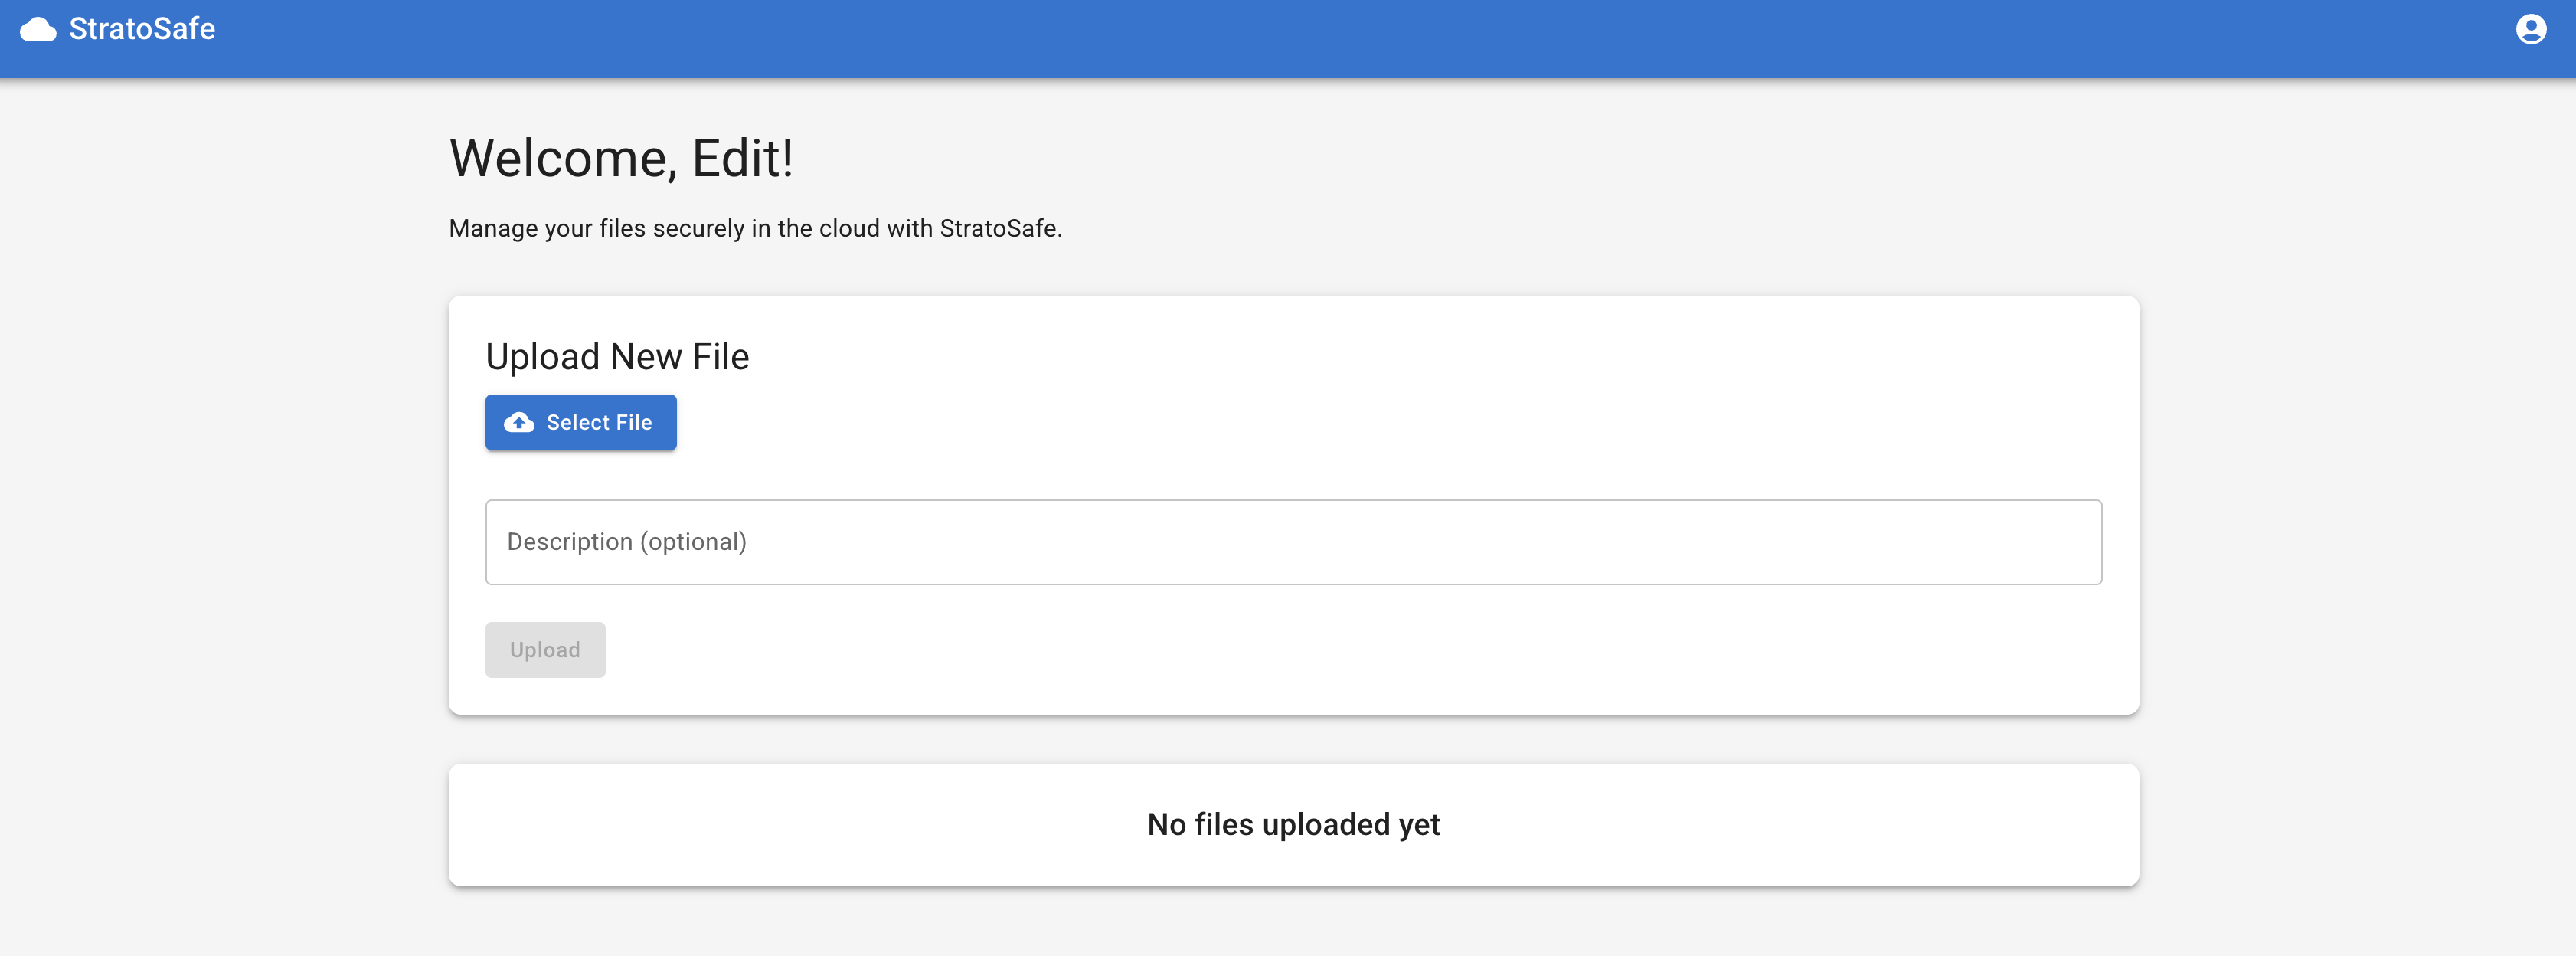 StratoSafe
Welcome, Edit!
Manage your files securely in the cloud with StratoSafe.
Upload New File
Select File
Description (optional)
Upload
No files uploaded yet